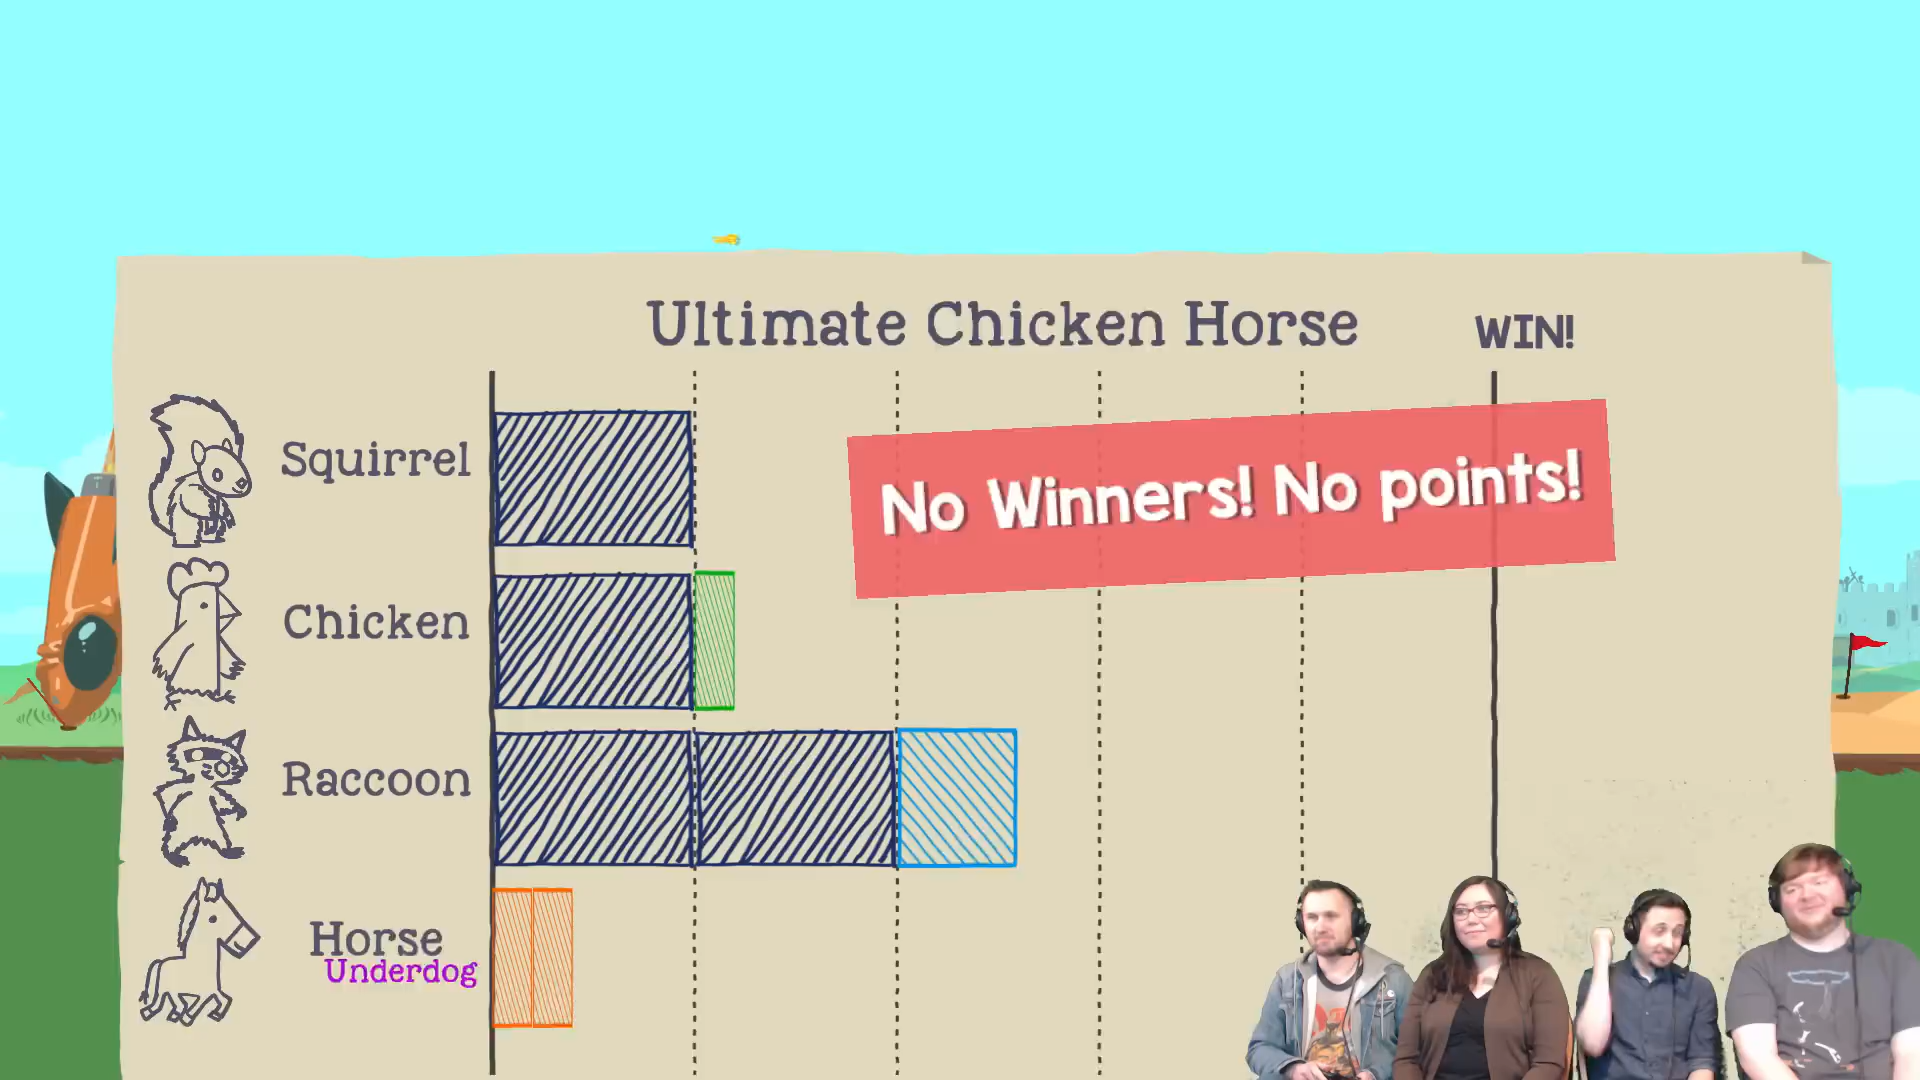 Ultimate Chicken Horse
WIN!
Squirrel
No Winners! No points!
Chicken
Raccoon
Horse
Underdog